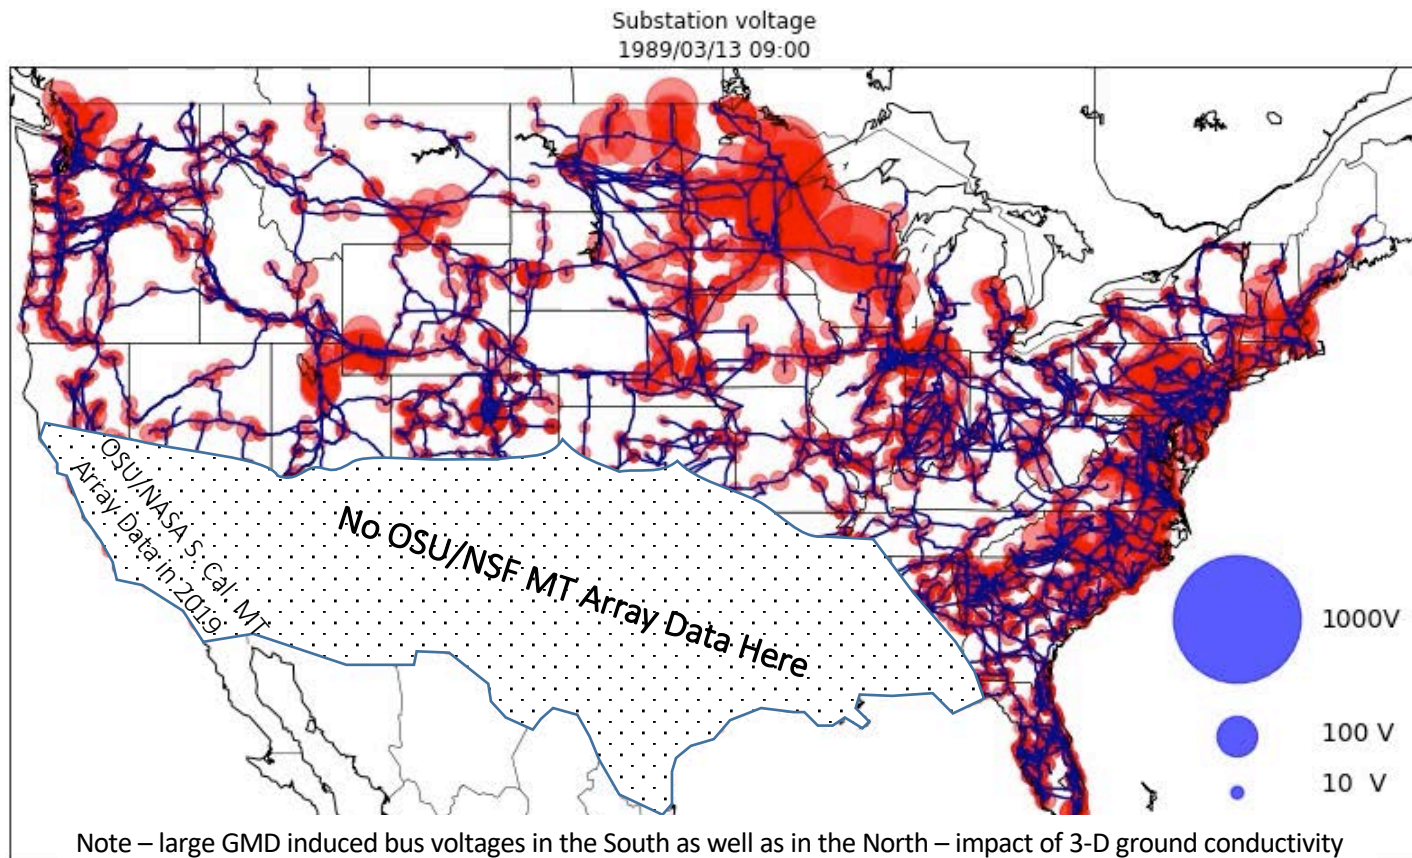 Substation voltage
1989/03/13 09:00
OSU/NASA S. Cal. MT
Array Data in 2019
No OSU/NSF MT Array Data Here
1000V
100 V
10 V
Note – large GMD induced bus voltages in the South as well as in the North – impact of 3-D ground conductivity